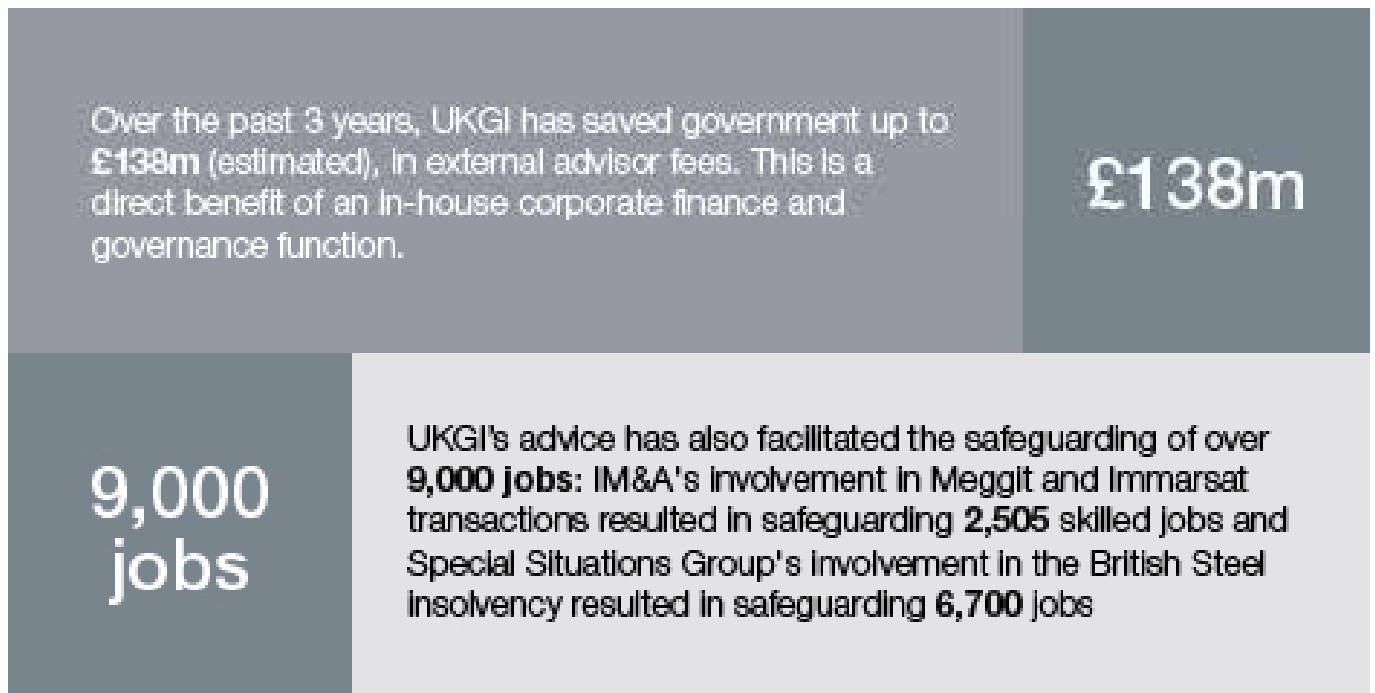 Over the past 3 years, UKGI has saved government up to
£138m (estimated), in external advisor fees. This is a
direct benefit of an in-house corporate finance and
governance function.
£138m
9,000
jobs
UKGI's advice has also facilitated the safeguarding of over
9,000 jobs: IM&A's involvement in Meggit and Immarsat
transactions resulted in safeguarding 2,505 skilled jobs and
Special Situations Group's involvement in the British Steel
insolvency resulted in safeguarding 6,700 jobs